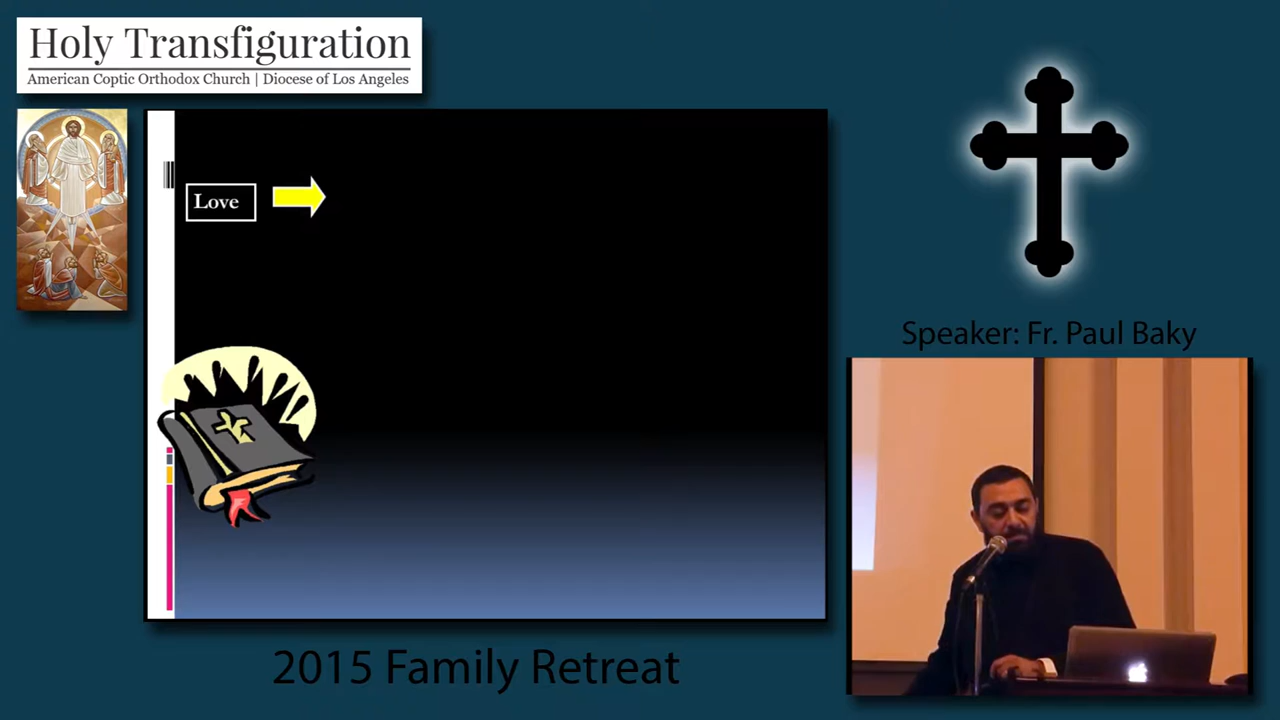 Holy Transfiguration
American Coptic Orthodox Church | Diocese of Los Angeles
Love
Speaker: Fr. Paul Baky
2015 Family Retreat